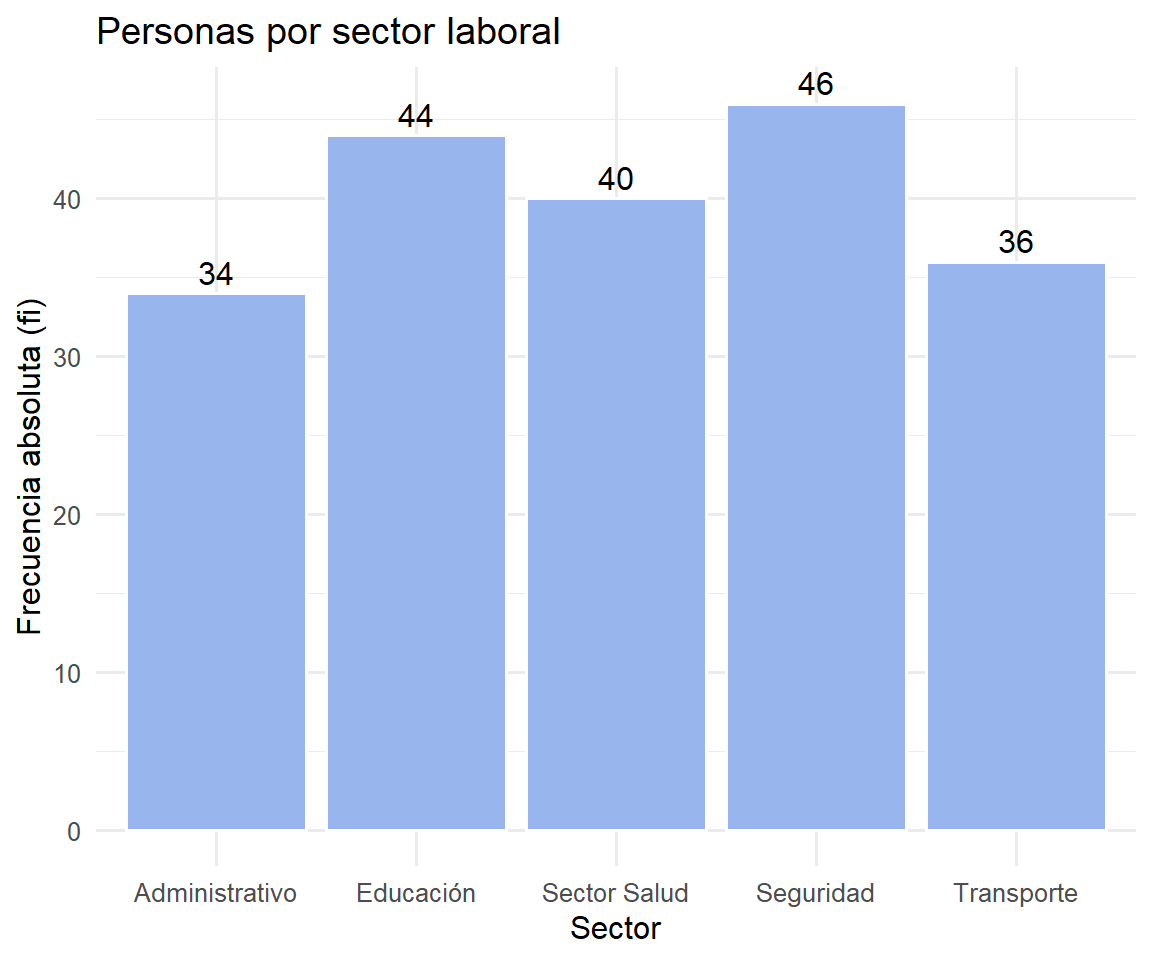 Personas por sector laboral
Frecuencia absoluta (fi)
40
30
20
10
0
34
44
40
46
36
Administrativo
Educación
Sector Salud
Seguridad
Transporte
Sector